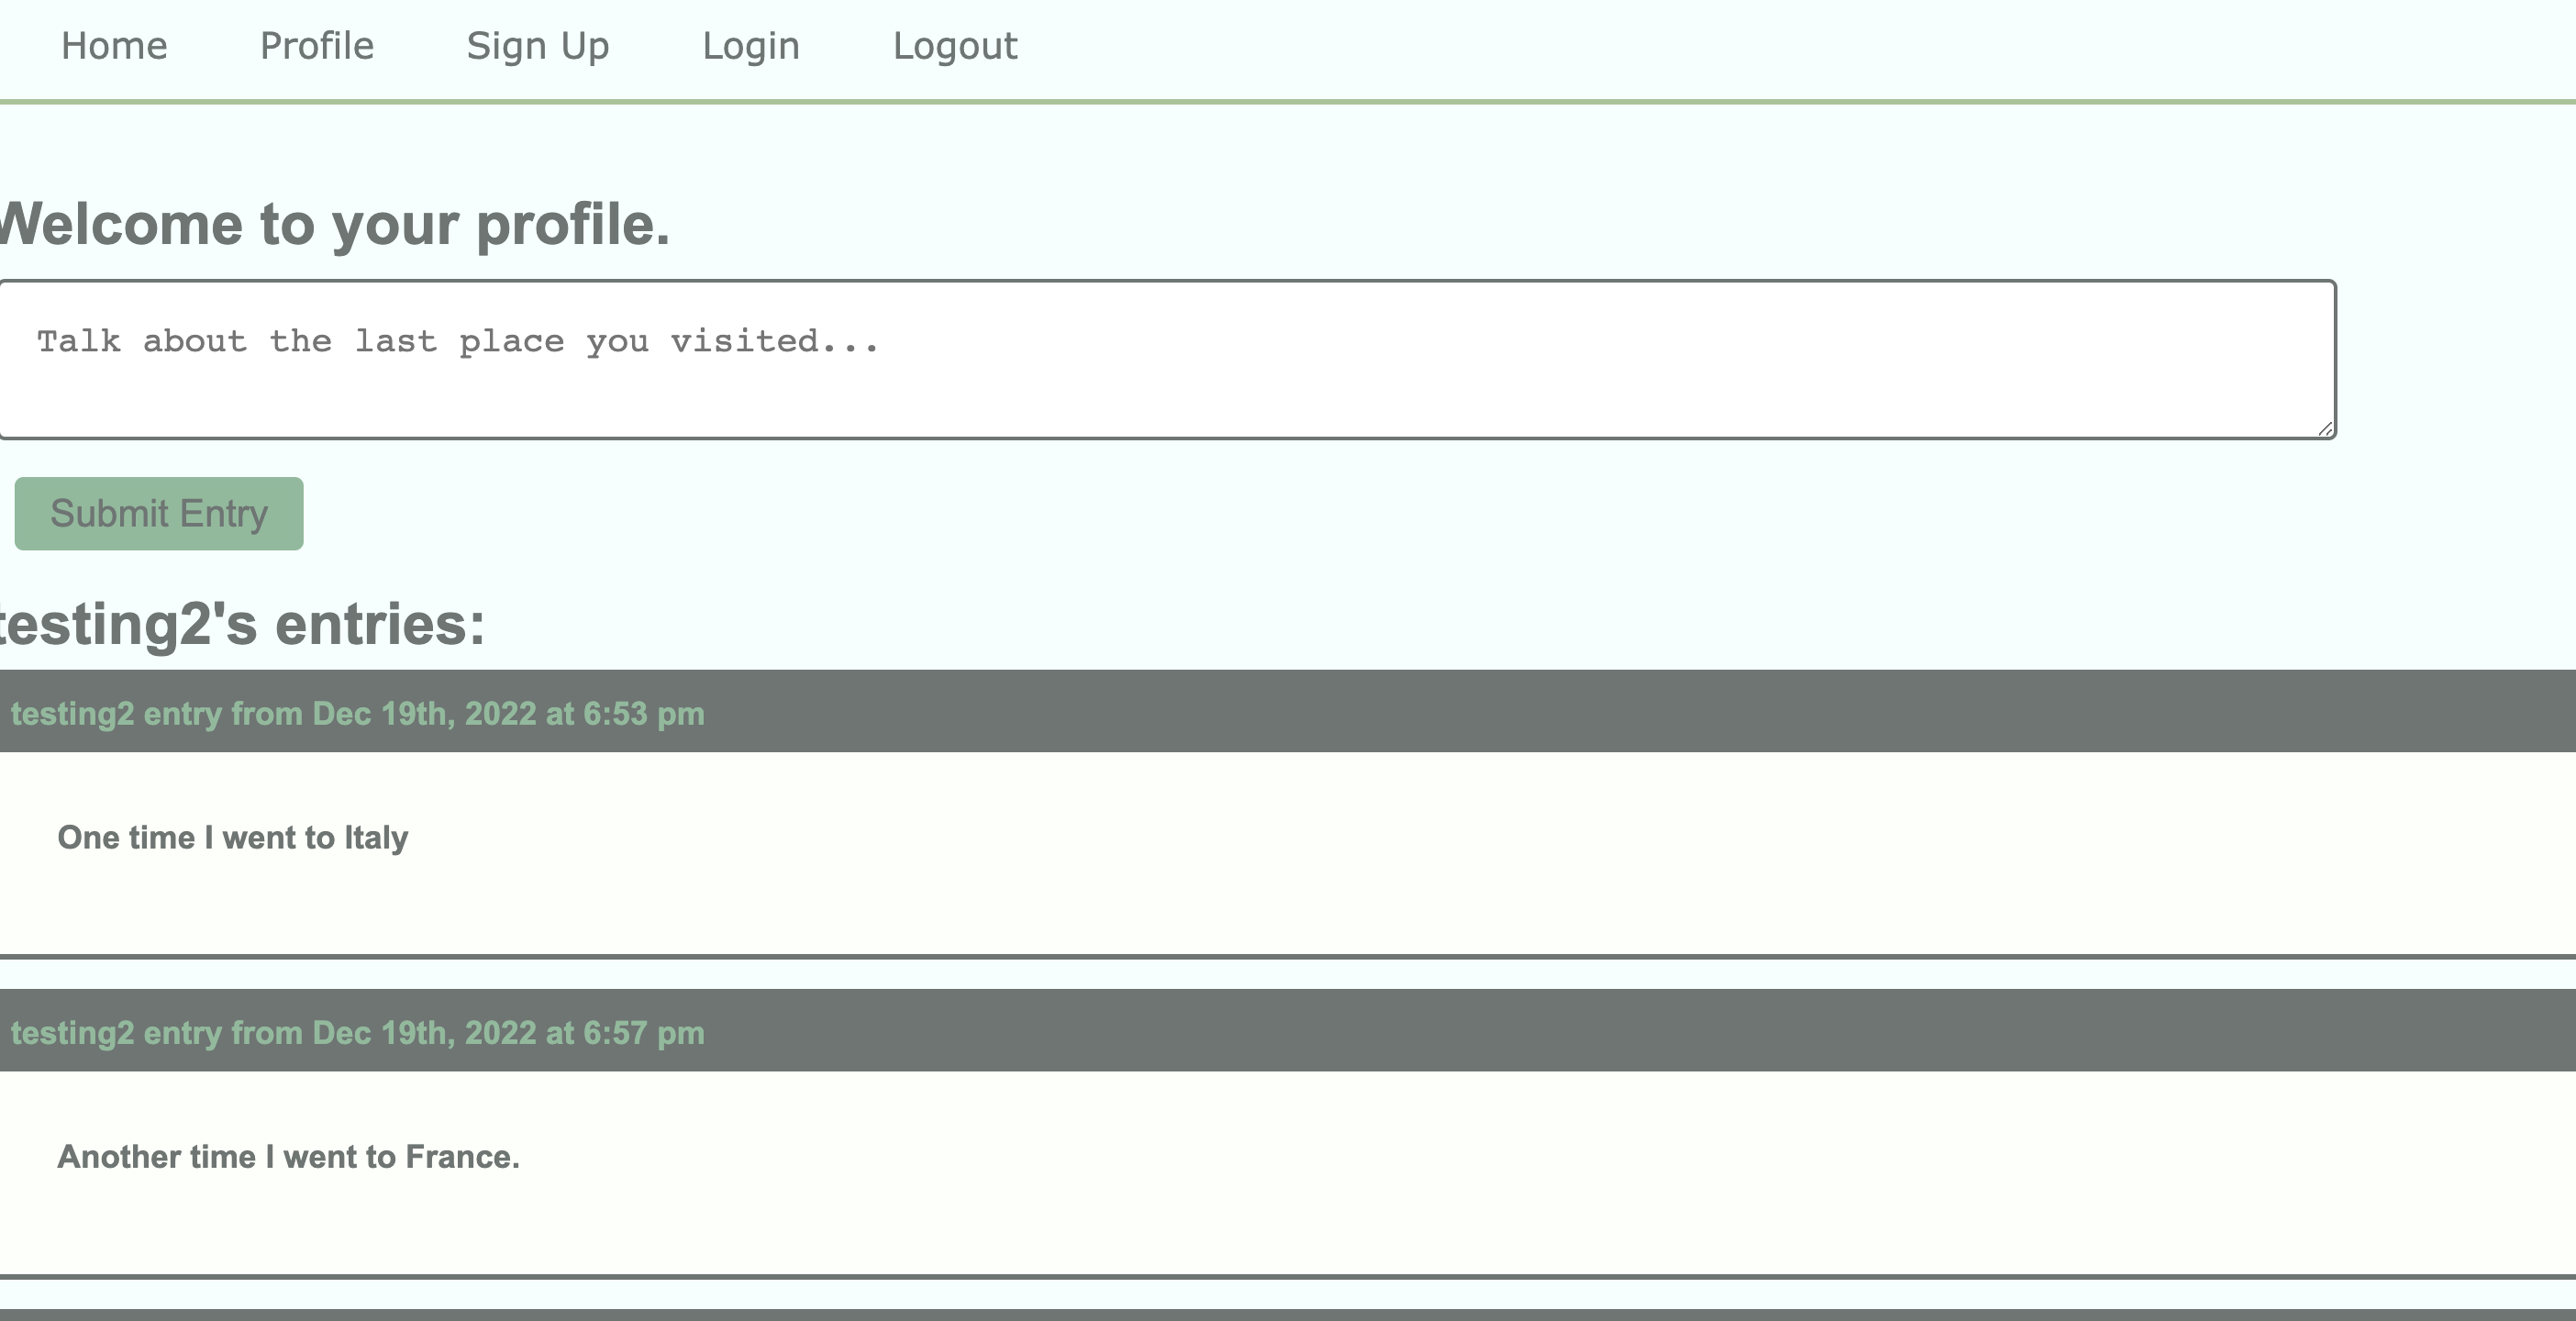 Home Profile Sign Up Login Logout
Welcome to your profile.
Talk about the last place you visited...
Submit Entry
testing2's entries:
testing2 entry from Dec 19th, 2022 at 6:53 pm
One time I went to Italy
testing2 entry from Dec 19th, 2022 at 6:57 pm
Another time I went to France.